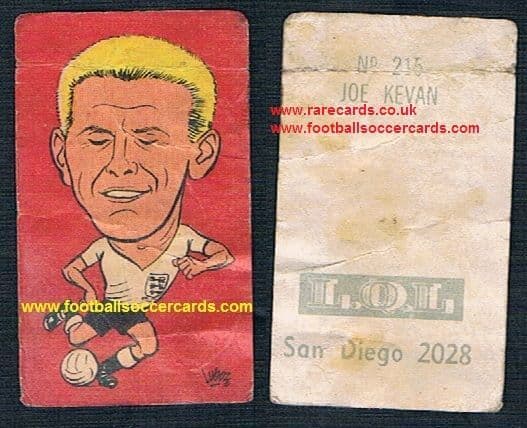 www.footballsoccercards.com
Nº 215
JOE KEVAN
www.rarecards.co.uk
www.footballsoccercards.com
L.Q.L
San Diego 2028